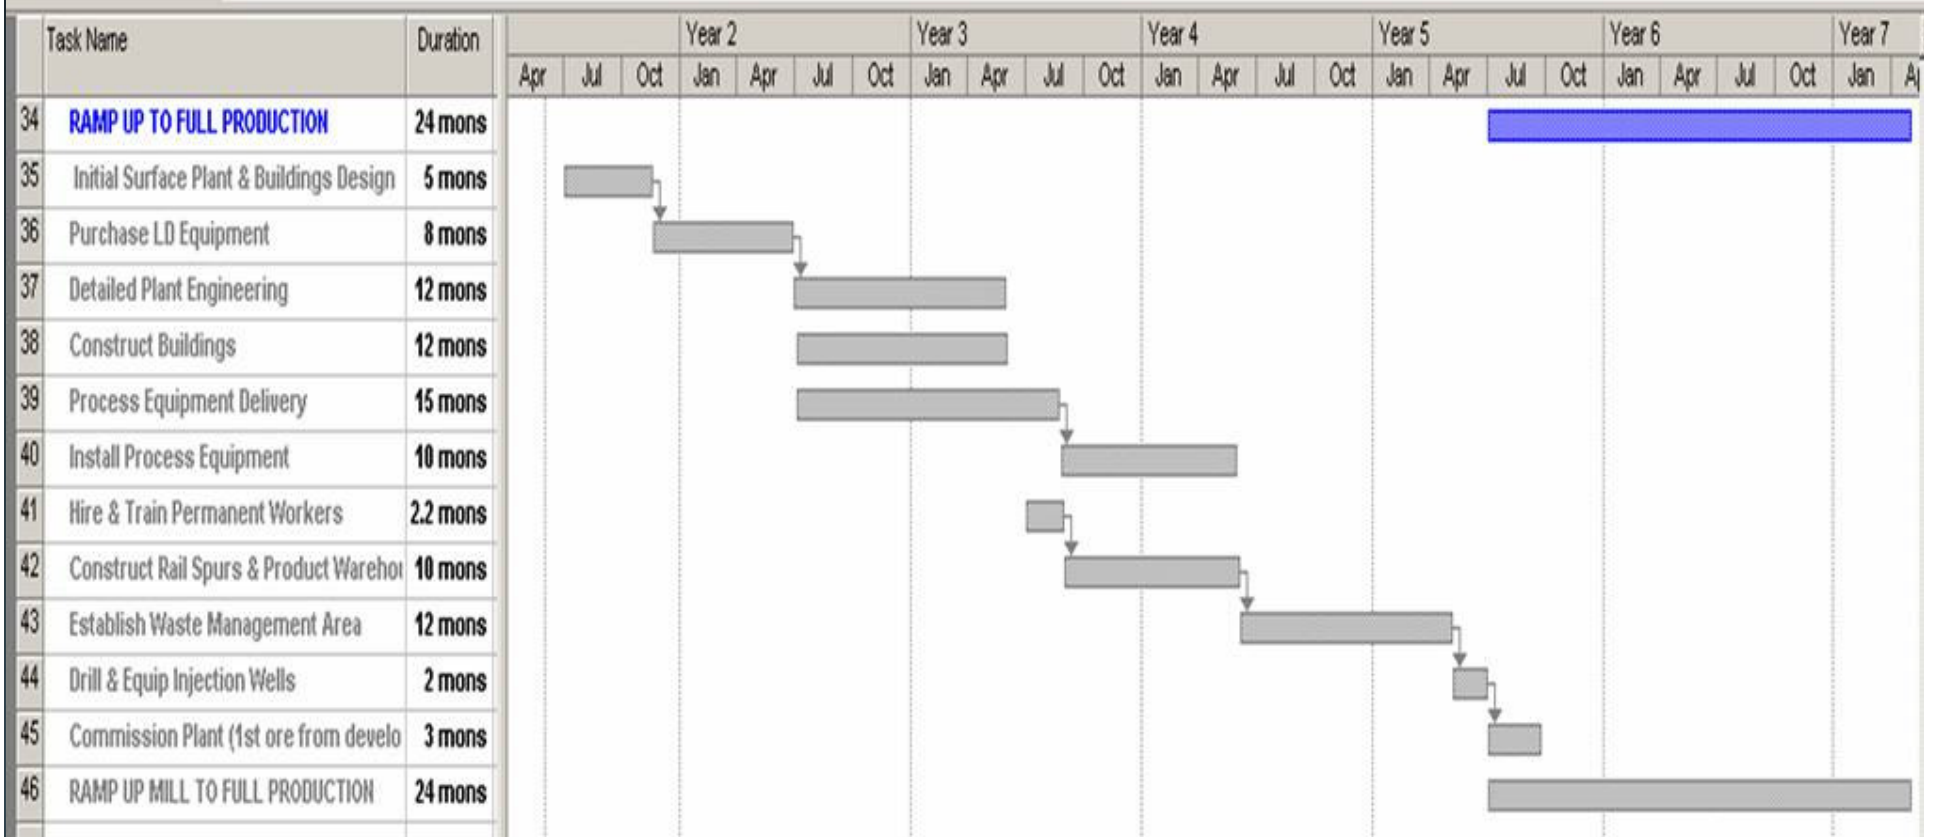 Task Name Duration Year 2 Year 3 Year 4 Year 5 Year 6 Year 7
Apr Jul Oct Jan Apr Jul Oct Jan Apr Jul Oct Jan Apr Jul Oct Jan Apr Jul Oct Jan Apr Jul Oct Jan A
34 RAMP UP TO FULL PRODUCTION 24 mons
35 Initial Surface Plant & Buildings Design 5 mons
36 Purchase LD Equipment 8 mons
37 Detailed Plant Engineering 12 mons
38 Construct Buildings 12 mons
39 Process Equipment Delivery 15 mons
40 Install Process Equipment 10 mons
41 Hire & Train Permanent Workers 2.2 mons
42 Construct Rail Spurs & Product Warehou 10 mons
43 Establish Waste Management Area 12 mons
44 Drill & Equip Injection Wells 2 mons
45 Commission Plant (1st ore from develo 3 mons
46 RAMP UP MILL TO FULL PRODUCTION 24 mons